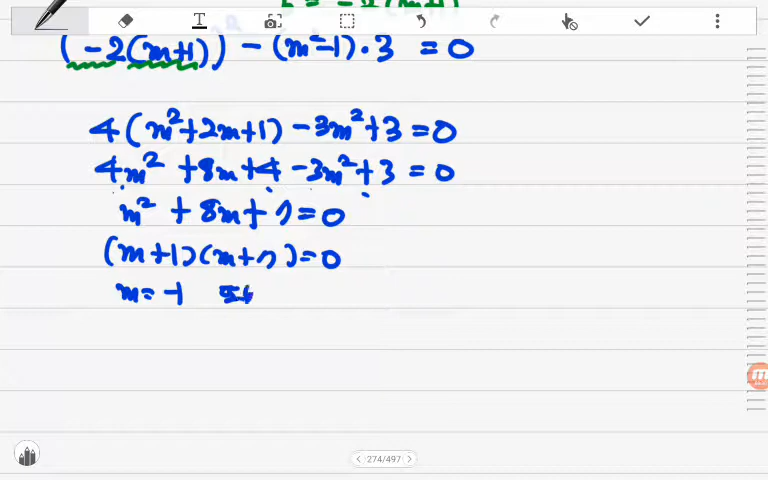 (-2(m+1)) - (m²-1)·3 = 0
4(m²+2m+1) -3m²+3 = 0
4m² +8m+4 -3m²+3 = 0
m² + 8m + 7 = 0
(m+1)(m+7) = 0
m = -1
274/497